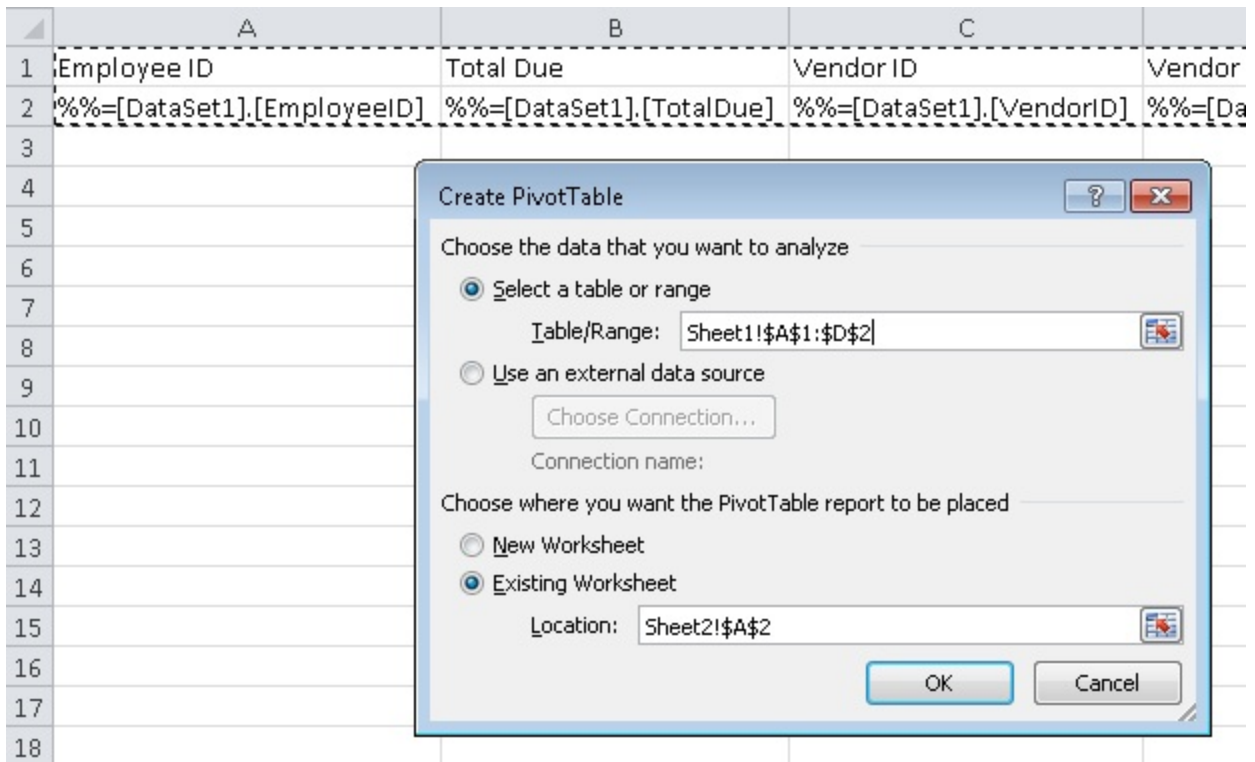 A B C
1 Employee ID Total Due Vendor ID Vendor
2 %%=[DataSet1].[EmployeeID] %%=[DataSet1].[TotalDue] %%=[DataSet1].[VendorID] %%=[Da
3
4
Create PivotTable
5
Choose the data that you want to analyze
6
Select a table or range
7
Table/Range: Sheet1!$A$1:$D$2
8
Use an external data source
9
Choose Connection...
10
Connection name:
11
12
Choose where you want the PivotTable report to be placed
13
New Worksheet
14
Existing Worksheet
15
Location: Sheet2!$A$2
16
OK Cancel
17
18